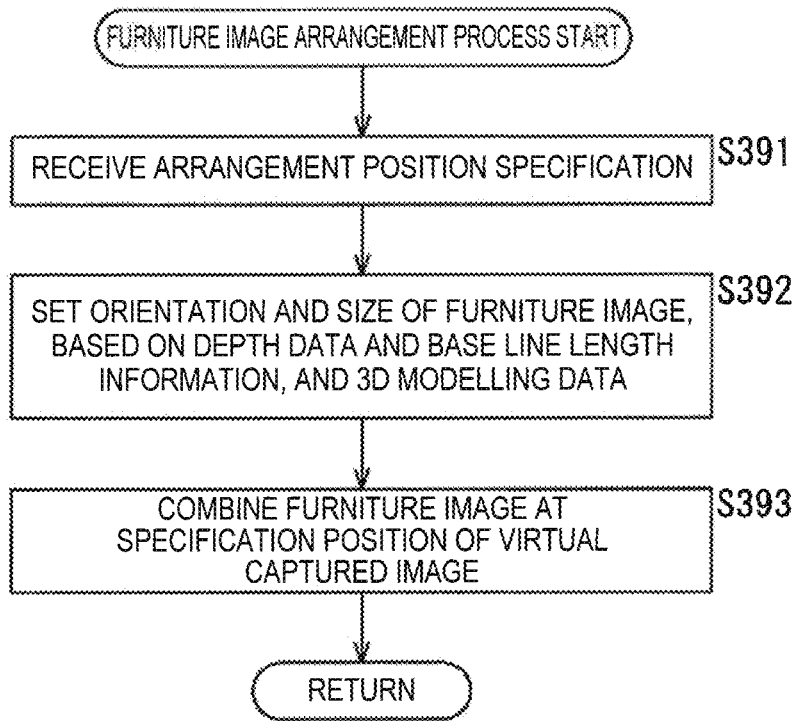 FURNITURE IMAGE ARRANGEMENT PROCESS START
RECEIVE ARRANGEMENT POSITION SPECIFICATION
S391
SET ORIENTATION AND SIZE OF FURNITURE IMAGE,
BASED ON DEPTH DATA AND BASE LINE LENGTH
INFORMATION, AND 3D MODELLING DATA
S392
COMBINE FURNITURE IMAGE AT
SPECIFICATION POSITION OF VIRTUAL
CAPTURED IMAGE
S393
RETURN